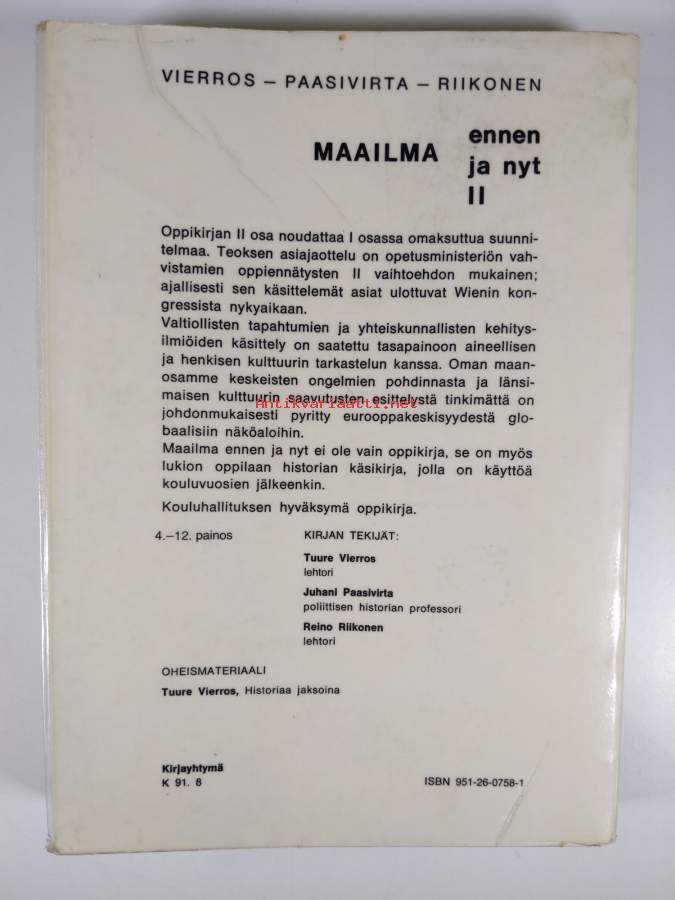 VIERROS – PAASIVIRTA – RIIKONEN
MAAILMA ennen
ja nyt
II
Oppikirjan II osa noudattaa I osassa omaksuttua suunni-
telmaa. Teoksen asiajaottelu on opetusministeriön vah-
vistamien oppiennätysten II vaihtoehdon mukainen;
ajallisesti sen käsittelemät asiat ulottuvat Wienin kon-
gressista nykyaikaan.
Valtiollisten tapahtumien ja yhteiskunnallisten kehitys-
ilmiöiden käsittely on saatettu tasapainoon aineellisen
ja henkisen kulttuurin tarkastelun kanssa. Oman maan-
osamme keskeisten ongelmien pohdinnasta ja länsi-
maisen kulttuurin saavutusten esittelystä tinkimättä on
Antikvariaatti.net
johdonmukaisesti pyritty eurooppakeskisyydestä glo-
baalisiin näköaloihin.
Maailma ennen ja nyt ei ole vain oppikirja, se on myös
lukion oppilaan historian käsikirja, jolla on käyttöä
kouluvuosien jälkeenkin.
Kouluhallituksen hyväksymä oppikirja.
4.–12. painos
KIRJAN TEKIJÄT:
Tuure Vierros
lehtori
Juhani Paasivirta
poliittisen historian professori
Reino Riikonen
lehtori
OHEISMATERIAALI
Tuure Vierros, Historiaa jaksoina
Kirjayhtymä
K 91. 8
ISBN 951-26-0758-1